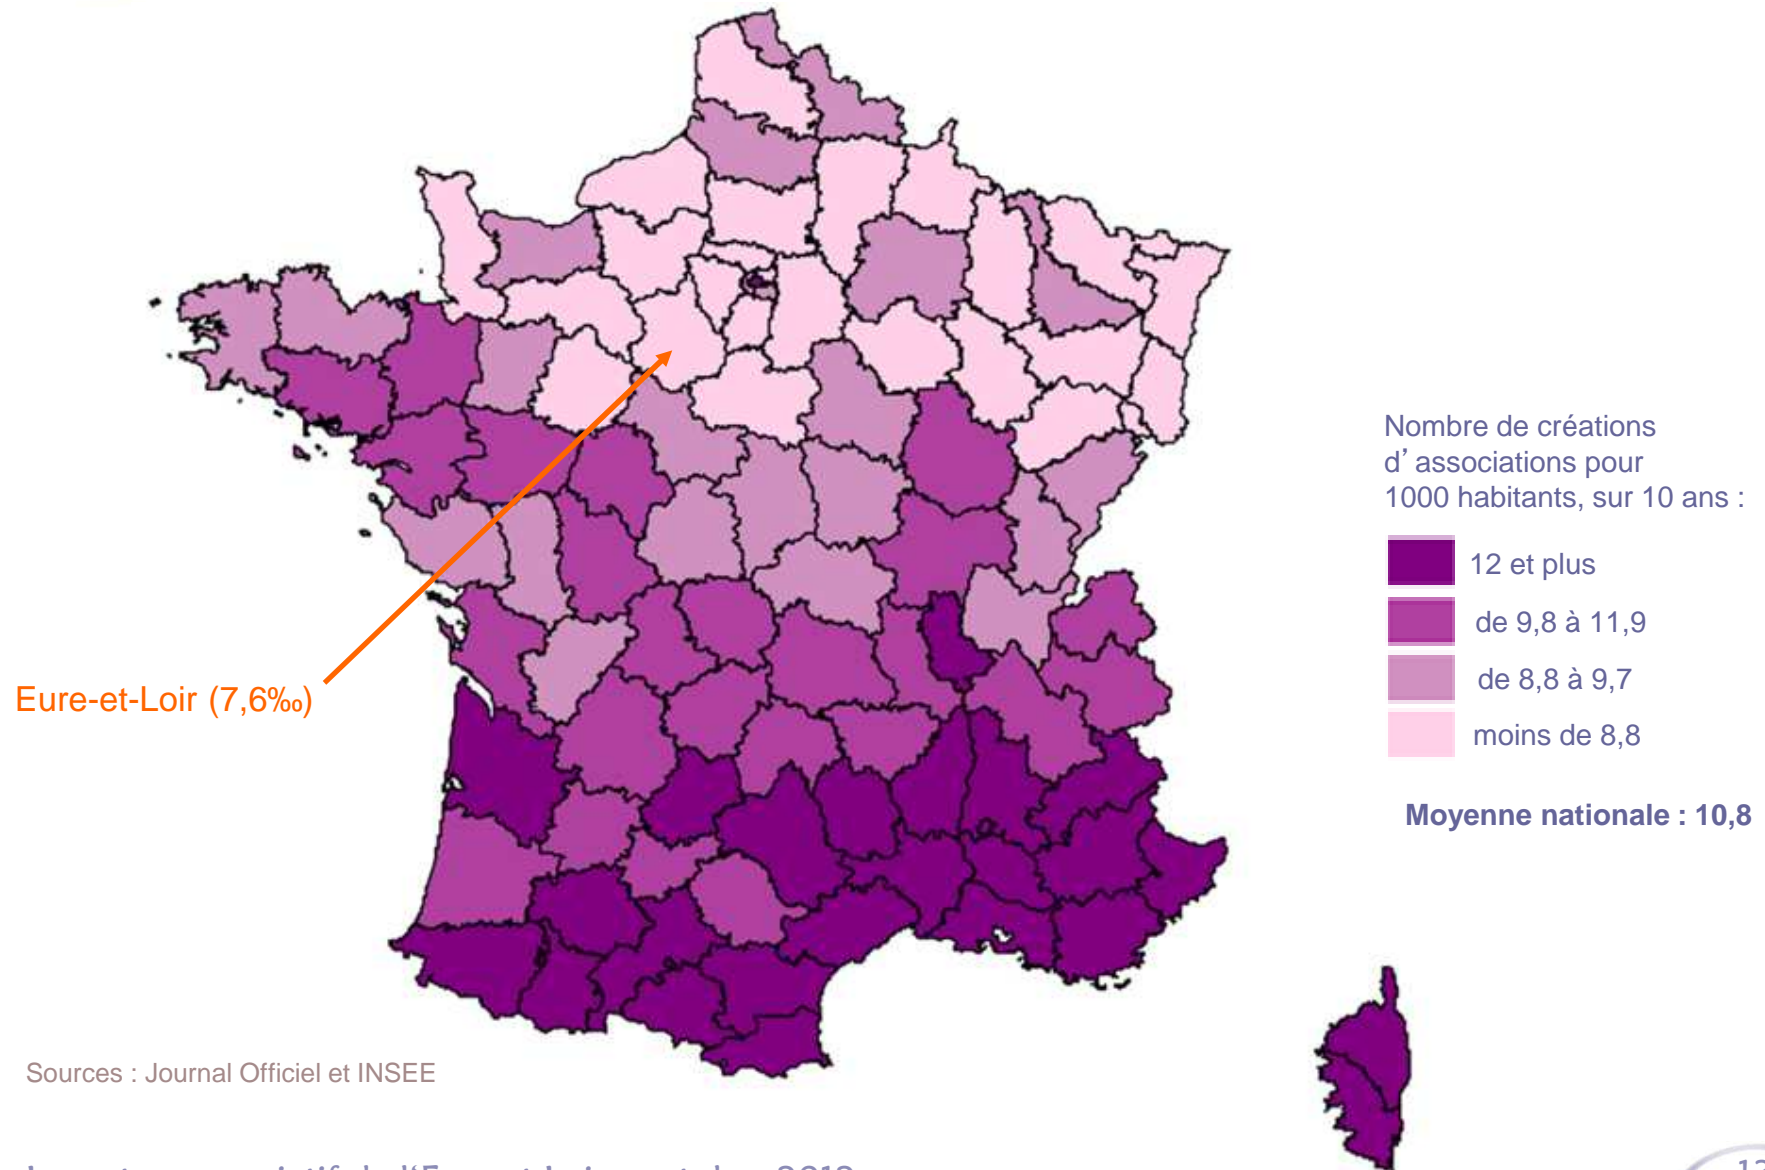 Nombre de créations
d’associations pour
1000 habitants, sur 10 ans :
12 et plus
de 9,8 à 11,9
de 8,8 à 9,7
moins de 8,8
Moyenne nationale : 10,8
Eure-et-Loir (7,6‰)
Sources : Journal Officiel et INSEE